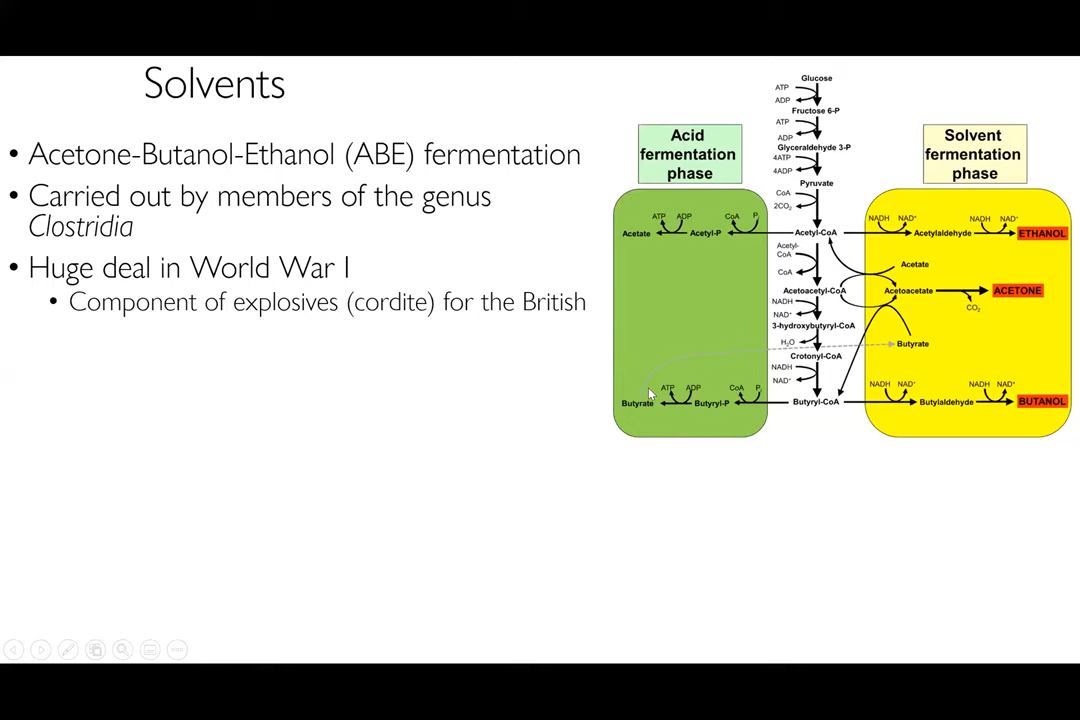 Solvents
• Acetone-Butanol-Ethanol (ABE) fermentation
• Carried out by members of the genus
Clostridia
• Huge deal in World War I
• Component of explosives (cordite) for the British
Acid
fermentation
phase
Solvent
fermentation
phase
Glucose
ATP
ADP
Fructose 6-P
ATP
ADP
Glyceraldehyde 3-P
4ATP
4ADP
Pyruvate
CoA
2CO₂
Acetate
ATP ADP
Acetyl-P
CoA Pᵢ
Acetyl-CoA
NADH NAD⁺
Acetylaldehyde
NADH NAD⁺
ETHANOL
Acetyl-
CoA
CoA
Acetate
Acetoacetyl-CoA
Acetoacetate
CO₂
ACETONE
NADH
NAD⁺
3-hydroxybutyryl-CoA
H₂O
Butyrate
Crotonyl-CoA
NADH
NAD⁺
Butyrate
ATP ADP
Butyryl-P
CoA Pᵢ
Butyryl-CoA
NADH NAD⁺
Butylaldehyde
NADH NAD⁺
BUTANOL